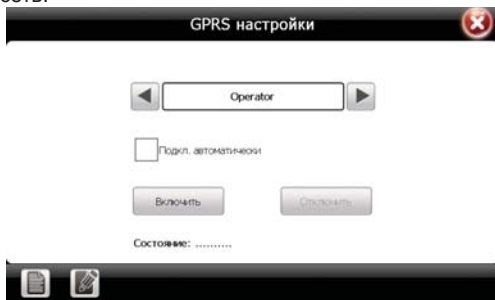 GPRS настройки
Operator
Подкл. автоматически
Включить
Отключить
Состояние: ..........